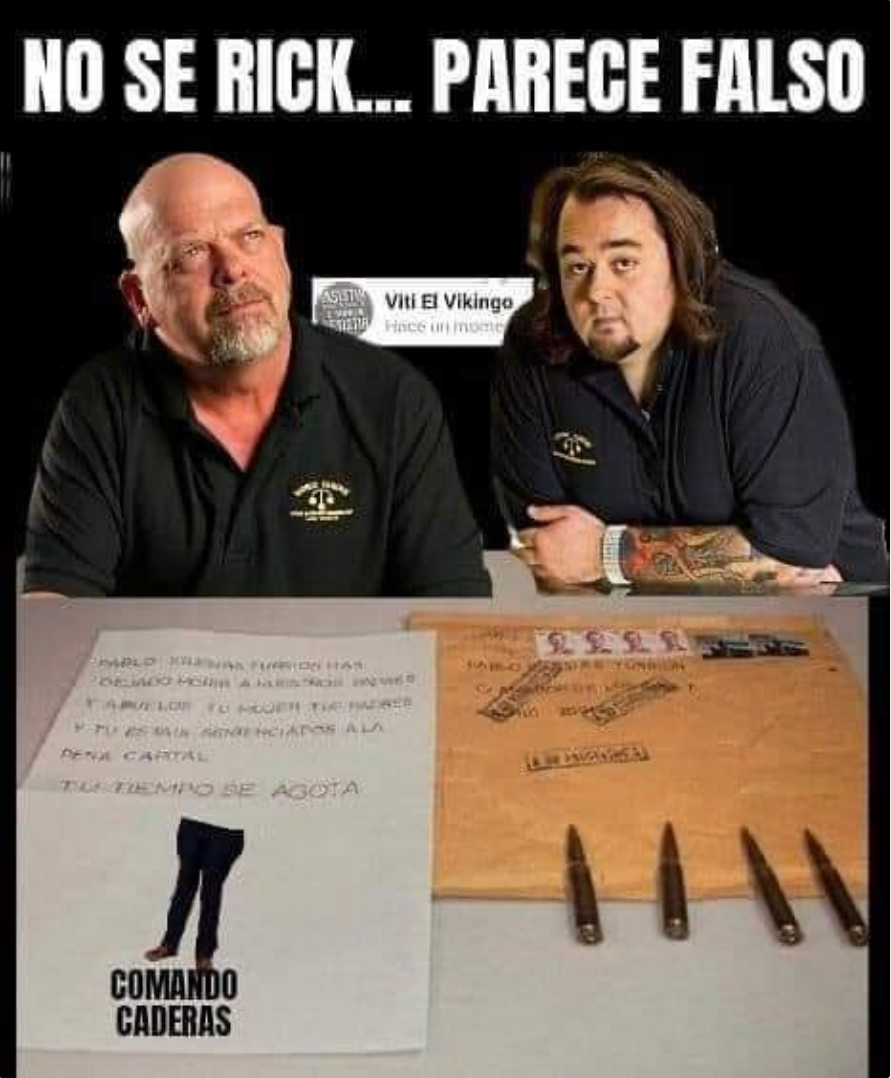 NO SE RICK... PARECE FALSO
Viti El Vikingo
Hace un mome
PABLO IGLESIAS TURRION HAS
DEJADO MORIR A NUESTROS PADRES
Y ABUELOS TU MUJER TUS PADRES
Y TU ESTAIS SENTENCIADOS A LA
PENA CAPITAL
TU TIEMPO SE AGOTA
PABLO IGLESIAS TURRION
COMANDO
CADERAS